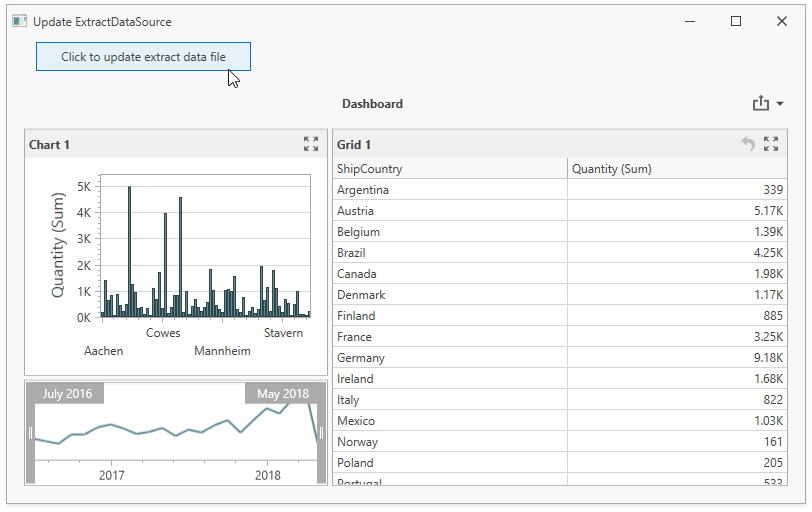 Update ExtractDataSource
Click to update extract data file
Dashboard
Chart 1
Quantity (Sum)
5K
4K
3K
2K
1K
0K
Cowes
Stavern
Aachen
Mannheim
July 2016
May 2018
2017
2018
Grid 1
ShipCountry Quantity (Sum)
Argentina 339
Austria 5.17K
Belgium 1.39K
Brazil 4.25K
Canada 1.98K
Denmark 1.17K
Finland 885
France 3.25K
Germany 9.18K
Ireland 1.68K
Italy 822
Mexico 1.03K
Norway 161
Poland 205
Portugal 533